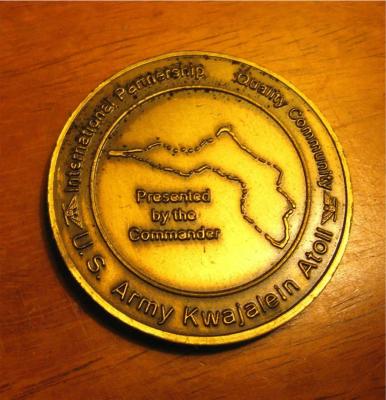 International Partnership
Quality Community
Presented
by the
Commander
U.S. Army Kwajalein Atoll